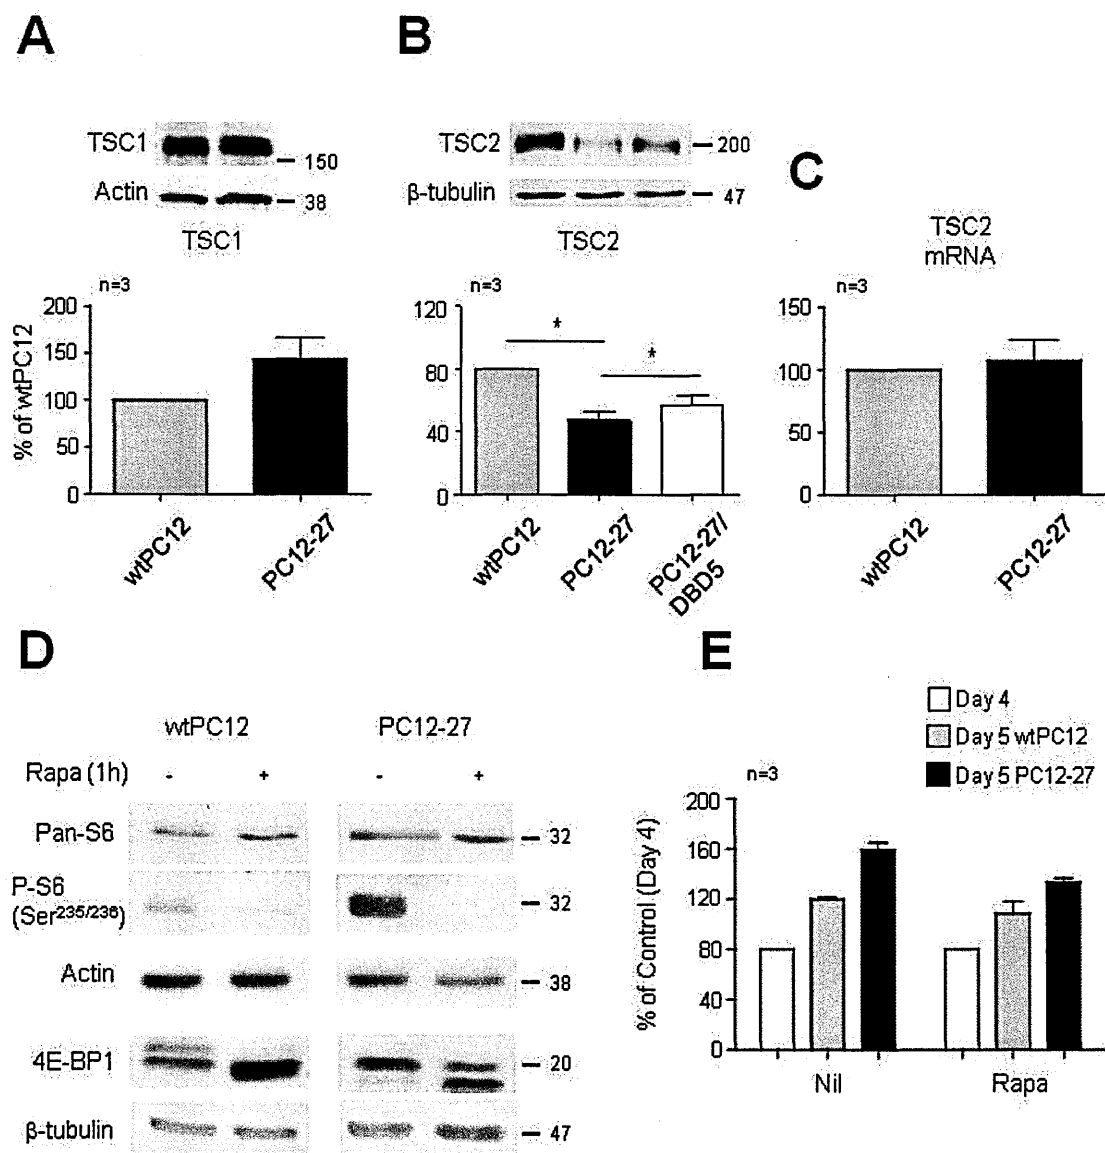 A
B
C
TSC1
150
Actin
38
TSC1
TSC2
200
β-tubulin
47
TSC2
TSC2
mRNA
% of wtPC12
n=3
200
150
100
50
0
wtPC12
PC12-27
n=3
120
80
40
0
*
*
wtPC12
PC12-27
PC12-27/
DBD5
n=3
150
100
50
0
wtPC12
PC12-27
D
wtPC12 PC12-27
Rapa (1h) - + - +
Pan-S6 32
P-S6 32
(Ser235/236)
Actin 38
4E-BP1 20
β-tubulin 47
E
Day 4
Day 5 wtPC12
Day 5 PC12-27
n=3
% of Control (Day 4)
160
120
80
40
0
Nil Rapa